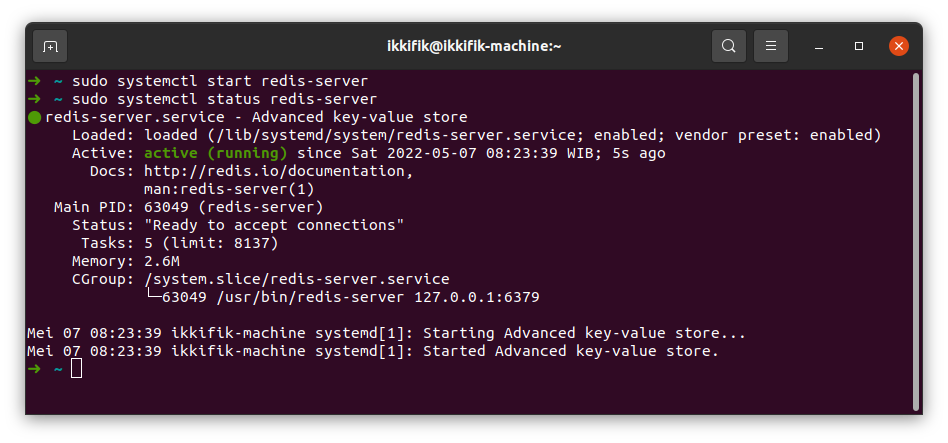 ikkifik@ikkifik-machine:~
➜ ~ sudo systemctl start redis-server
➜ ~ sudo systemctl status redis-server
● redis-server.service - Advanced key-value store
Loaded: loaded (/lib/systemd/system/redis-server.service; enabled; vendor preset: enabled)
Active: active (running) since Sat 2022-05-07 08:23:39 WIB; 5s ago
Docs: http://redis.io/documentation,
man:redis-server(1)
Main PID: 63049 (redis-server)
Status: "Ready to accept connections"
Tasks: 5 (limit: 8137)
Memory: 2.6M
CGroup: /system.slice/redis-server.service
└─63049 /usr/bin/redis-server 127.0.0.1:6379
Mei 07 08:23:39 ikkifik-machine systemd[1]: Starting Advanced key-value store...
Mei 07 08:23:39 ikkifik-machine systemd[1]: Started Advanced key-value store.
➜ ~